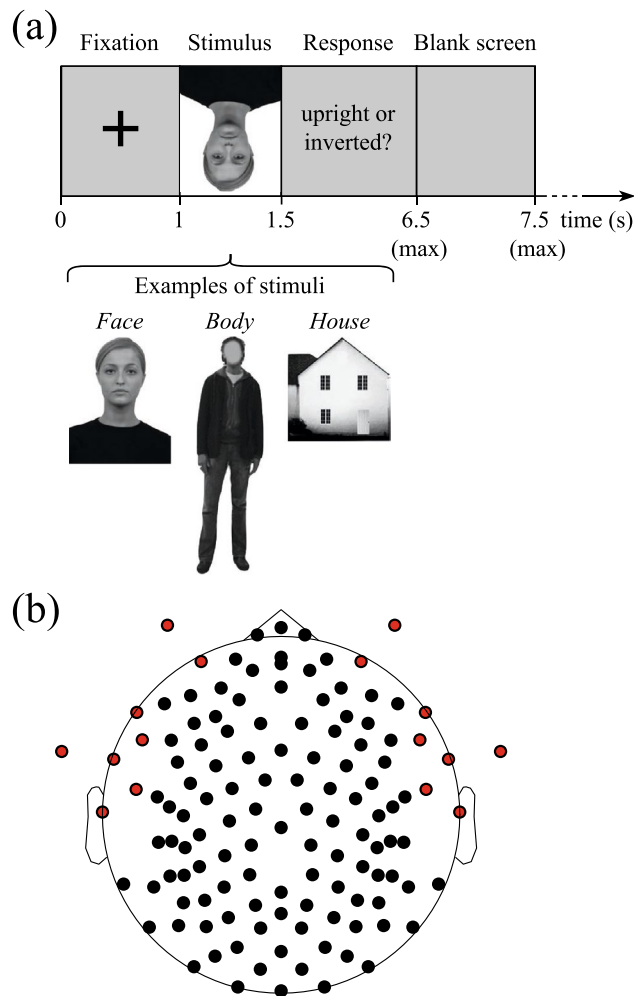 (a)
Fixation Stimulus Response Blank screen
upright or
inverted?
0 1 1.5 6.5 7.5 time (s)
(max) (max)
Examples of stimuli
Face Body House
(b)